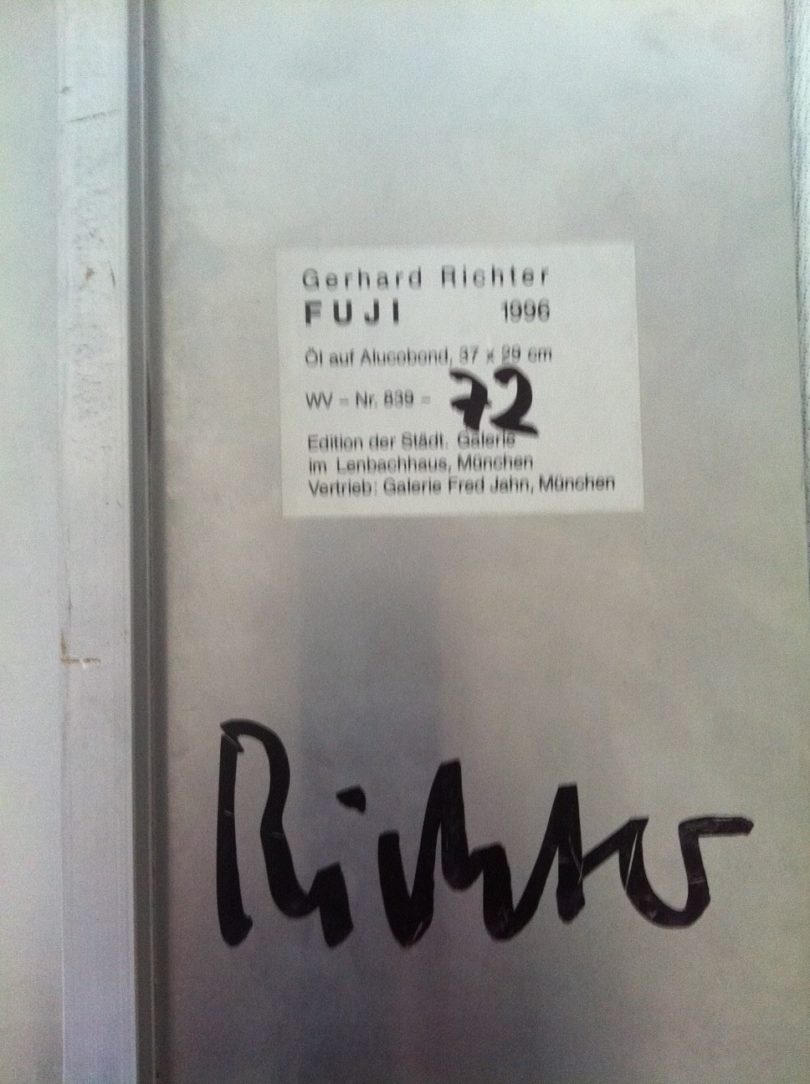 Gerhard Richter
FUJI 1996
Öl auf Alucobond, 37 x 29 cm
WV - Nr. 839 - 72
Edition der Städt. Galerie
im Lenbachhaus, München
Vertrieb: Galerie Fred Jahn, München
Richter